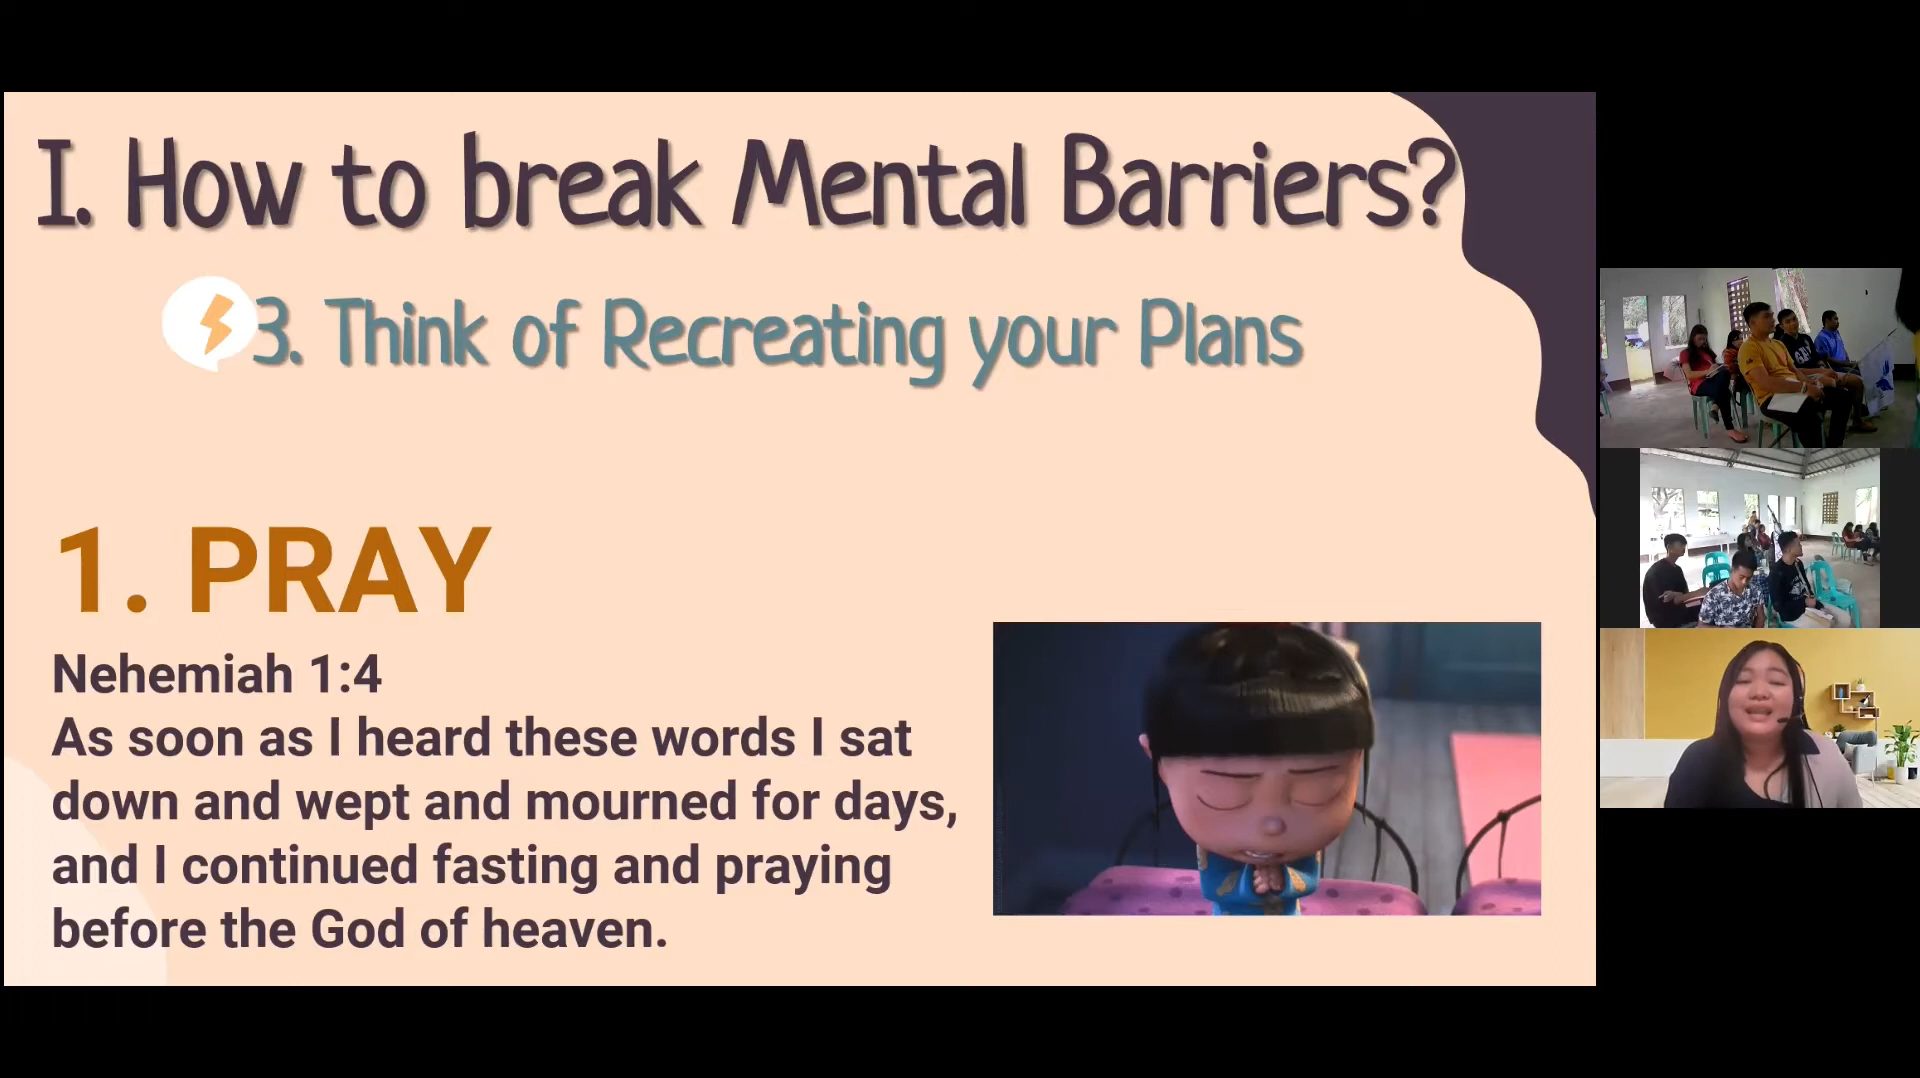 I. How to break Mental Barriers?
3. Think of Recreating your Plans
1. PRAY
Nehemiah 1:4
As soon as I heard these words I sat
down and wept and mourned for days,
and I continued fasting and praying
before the God of heaven.